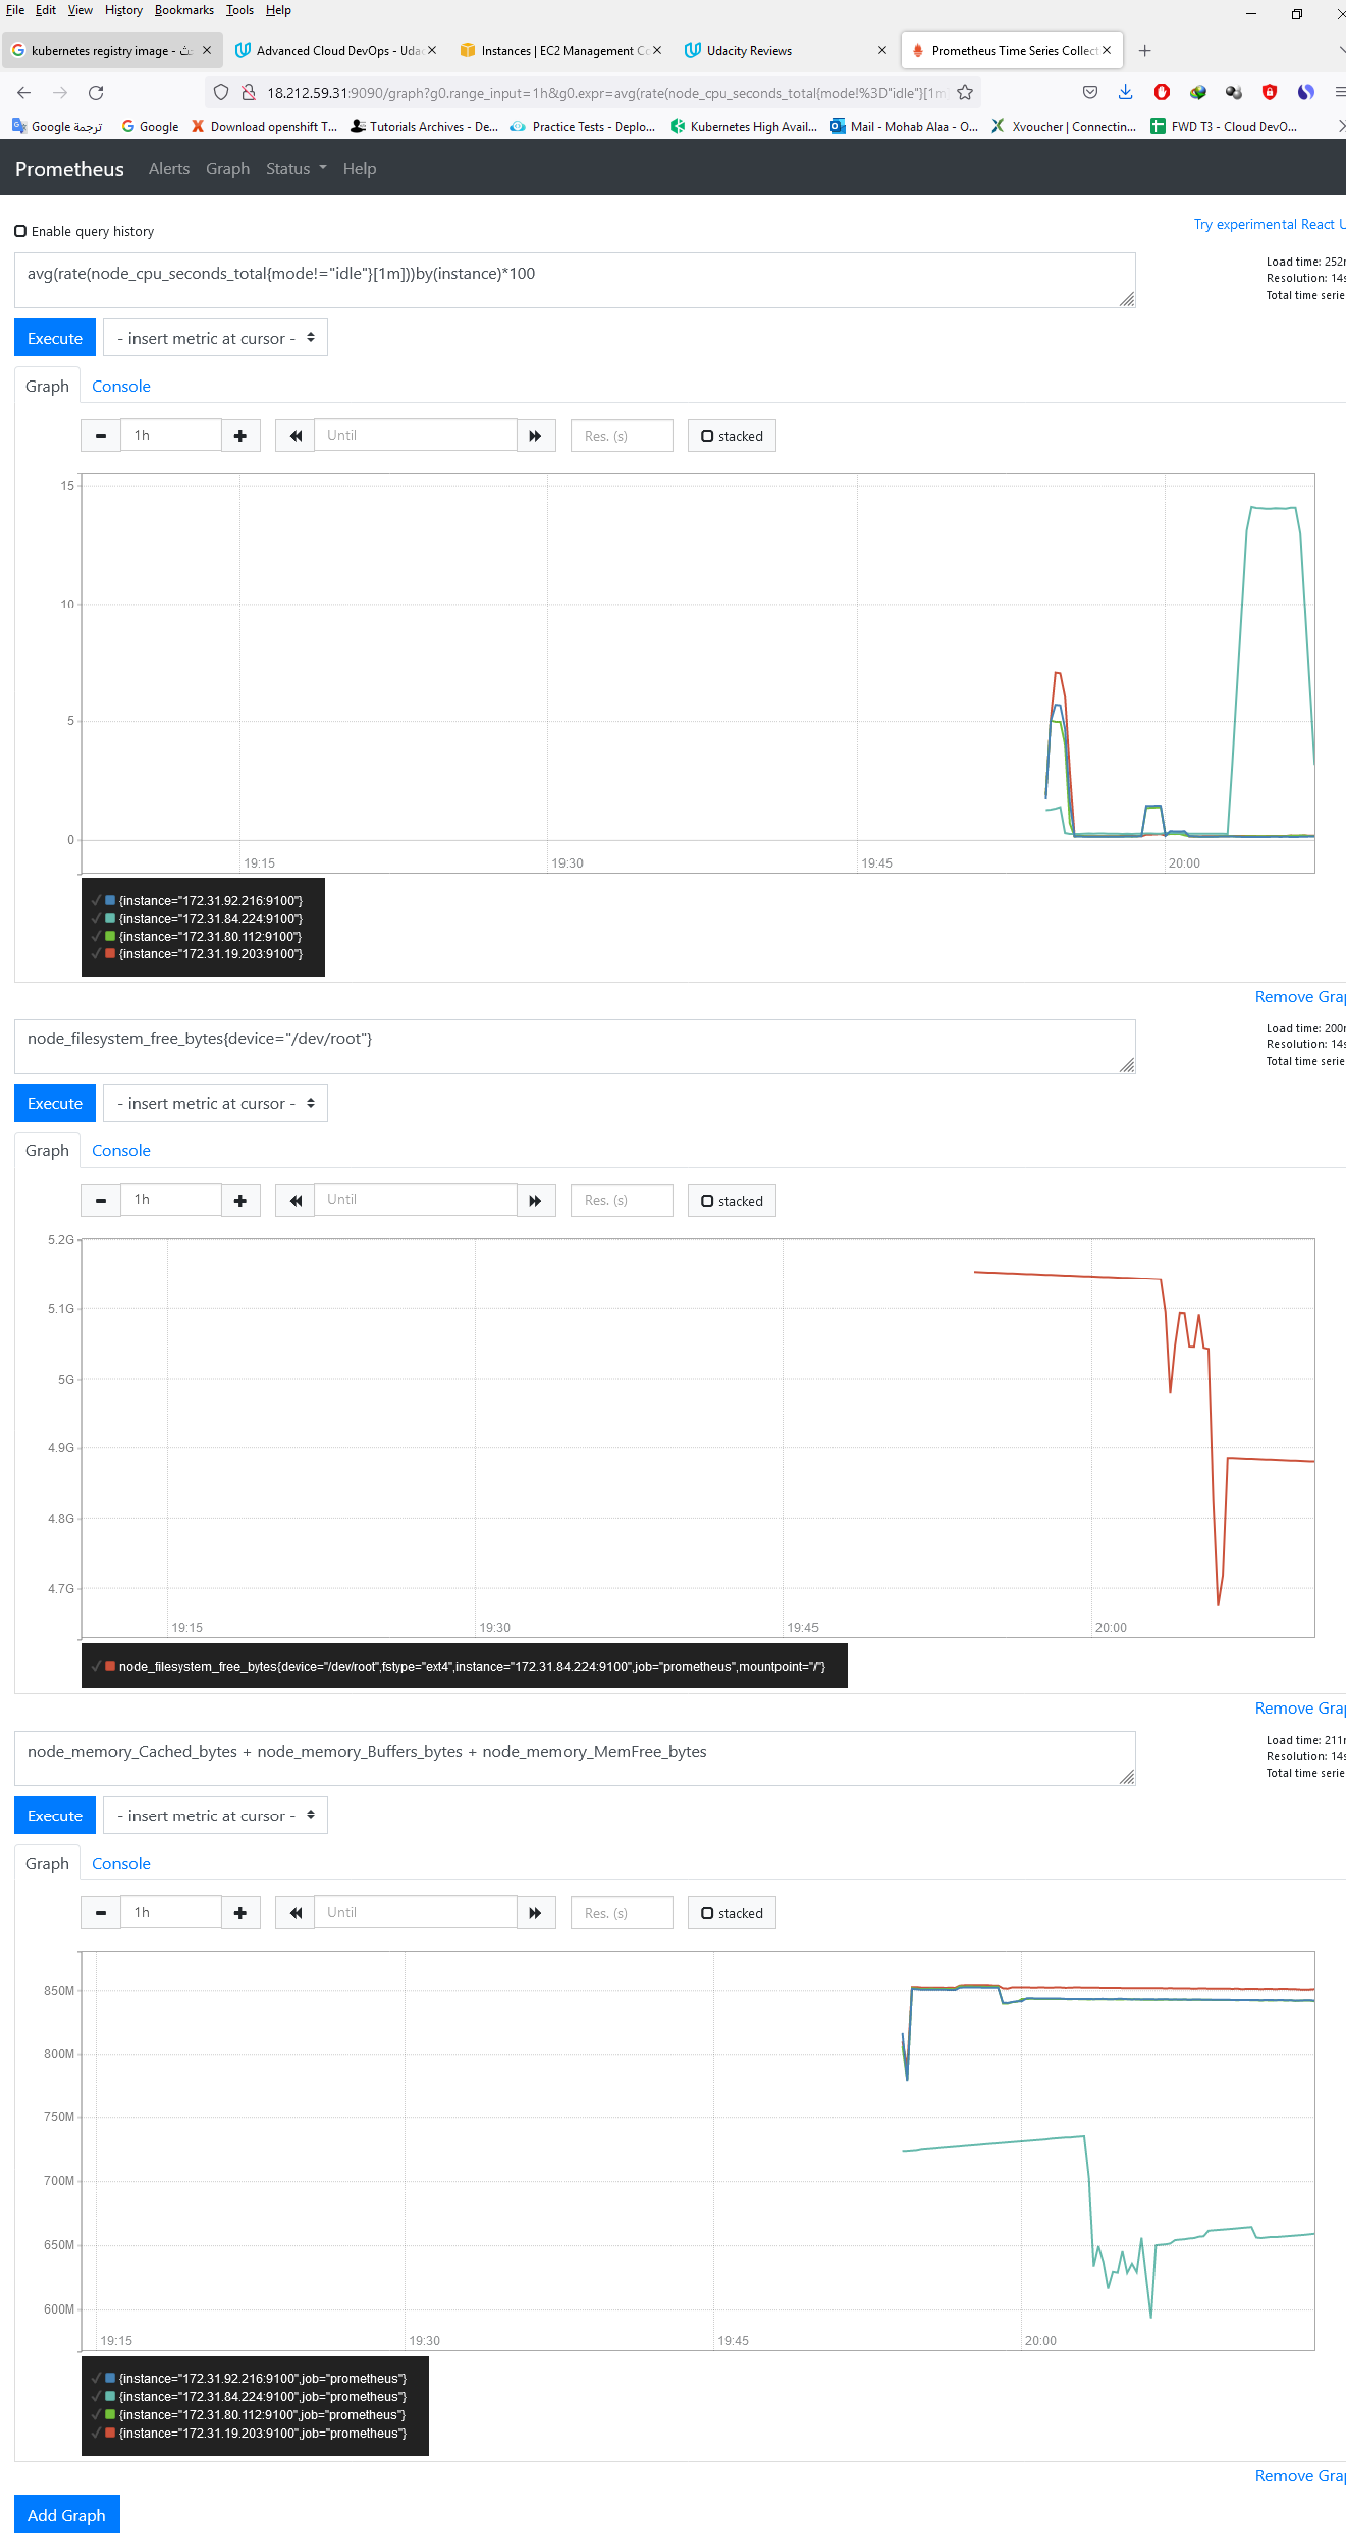 File Edit View History Bookmarks Tools Help
kubernetes registry image - بحث
Advanced Cloud DevOps - Udac
Instances | EC2 Management Co
Udacity Reviews
Prometheus Time Series Collect
18.212.59.31:9090/graph?g0.range_input=1h&g0.expr=avg(rate(node_cpu_seconds_total{mode!%3D"idle"}[1m]
ترجمة Google
Google
Download openshift T...
Tutorials Archives - De...
Practice Tests - Deplo...
Kubernetes High Avail...
Mail - Mohab Alaa - O...
Xvoucher | Connectin...
FWD T3 - Cloud DevO...
Prometheus Alerts Graph Status Help
Try experimental React U
Enable query history
avg(rate(node_cpu_seconds_total{mode!="idle"}[1m]))by(instance)*100
Load time: 252m
Resolution: 14s
Total time serie
Execute - insert metric at cursor -
Graph Console
1h Until Res. (s) stacked
15
10
5
0
19:15 19:30 19:45 20:00
{instance="172.31.92.216:9100"}
{instance="172.31.84.224:9100"}
{instance="172.31.80.112:9100"}
{instance="172.31.19.203:9100"}
Remove Grap
node_filesystem_free_bytes{device="/dev/root"}
Load time: 200m
Resolution: 14s
Total time serie
Execute - insert metric at cursor -
Graph Console
1h Until Res. (s) stacked
5.2G
5.1G
5G
4.9G
4.8G
4.7G
19:15 19:30 19:45 20:00
node_filesystem_free_bytes{device="/dev/root",fstype="ext4",instance="172.31.84.224:9100",job="prometheus",mountpoint="/"}
Remove Grap
node_memory_Cached_bytes + node_memory_Buffers_bytes + node_memory_MemFree_bytes
Load time: 211m
Resolution: 14s
Total time serie
Execute - insert metric at cursor -
Graph Console
1h Until Res. (s) stacked
850M
800M
750M
700M
650M
600M
19:15 19:30 19:45 20:00
{instance="172.31.92.216:9100",job="prometheus"}
{instance="172.31.84.224:9100",job="prometheus"}
{instance="172.31.80.112:9100",job="prometheus"}
{instance="172.31.19.203:9100",job="prometheus"}
Remove Grap
Add Graph